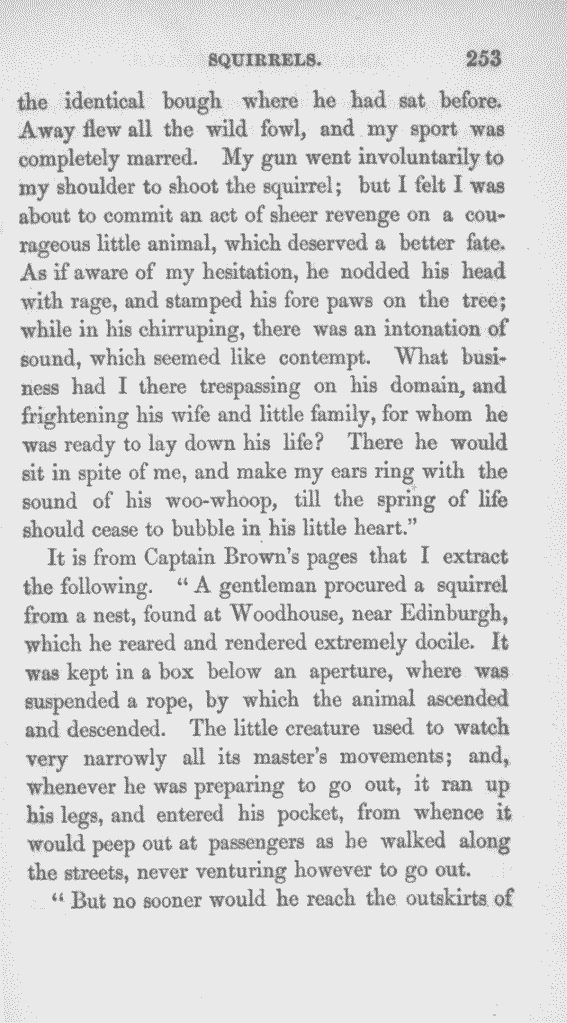 SQUIRRELS. 253
the identical bough where he had sat before.
Away flew all the wild fowl, and my sport was
completely marred. My gun went involuntarily to
my shoulder to shoot the squirrel; but I felt I was
about to commit an act of sheer revenge on a cou-
rageous little animal, which deserved a better fate.
As if aware of my hesitation, he nodded his head
with rage, and stamped his fore paws on the tree;
while in his chirruping, there was an intonation of
sound, which seemed like contempt. What busi-
ness had I there trespassing on his domain, and
frightening his wife and little family, for whom he
was ready to lay down his life? There he would
sit in spite of me, and make my ears ring with the
sound of his woo-whoop, till the spring of life
should cease to bubble in his little heart.”
It is from Captain Brown’s pages that I extract
the following. “ A gentleman procured a squirrel
from a nest, found at Woodhouse, near Edinburgh,
which he reared and rendered extremely docile. It
was kept in a box below an aperture, where was
suspended a rope, by which the animal ascended
and descended. The little creature used to watch
very narrowly all its master’s movements; and,
whenever he was preparing to go out, it ran up
his legs, and entered his pocket, from whence it
would peep out at passengers as he walked along
the streets, never venturing however to go out.
“ But no sooner would he reach the outskirts of